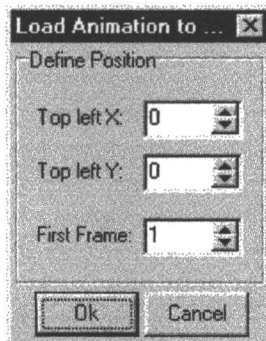 Load Animation to ...
Define Position
Top left X: 0
Top left Y: 0
First Frame: 1
Ok Cancel